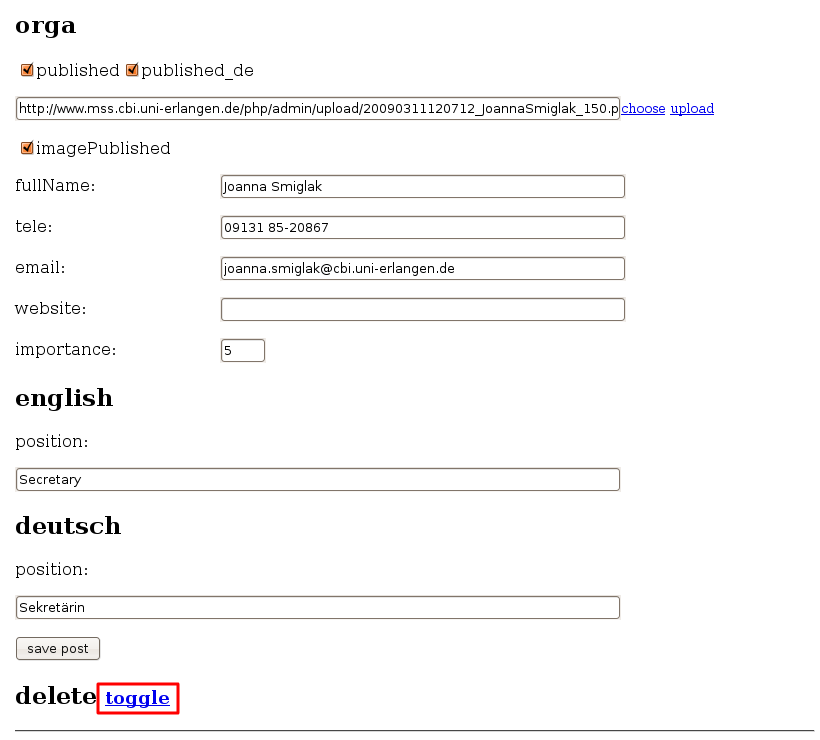 orga
published published_de
http://www.mss.cbi.uni-erlangen.de/php/admin/upload/20090311120712_JoannaSmiglak_150.p choose upload
imagePublished
fullName: Joanna Smiglak
tele: 09131 85-20867
email: joanna.smiglak@cbi.uni-erlangen.de
website:
importance: 5
english
position:
Secretary
deutsch
position:
Sekretärin
save post
delete toggle